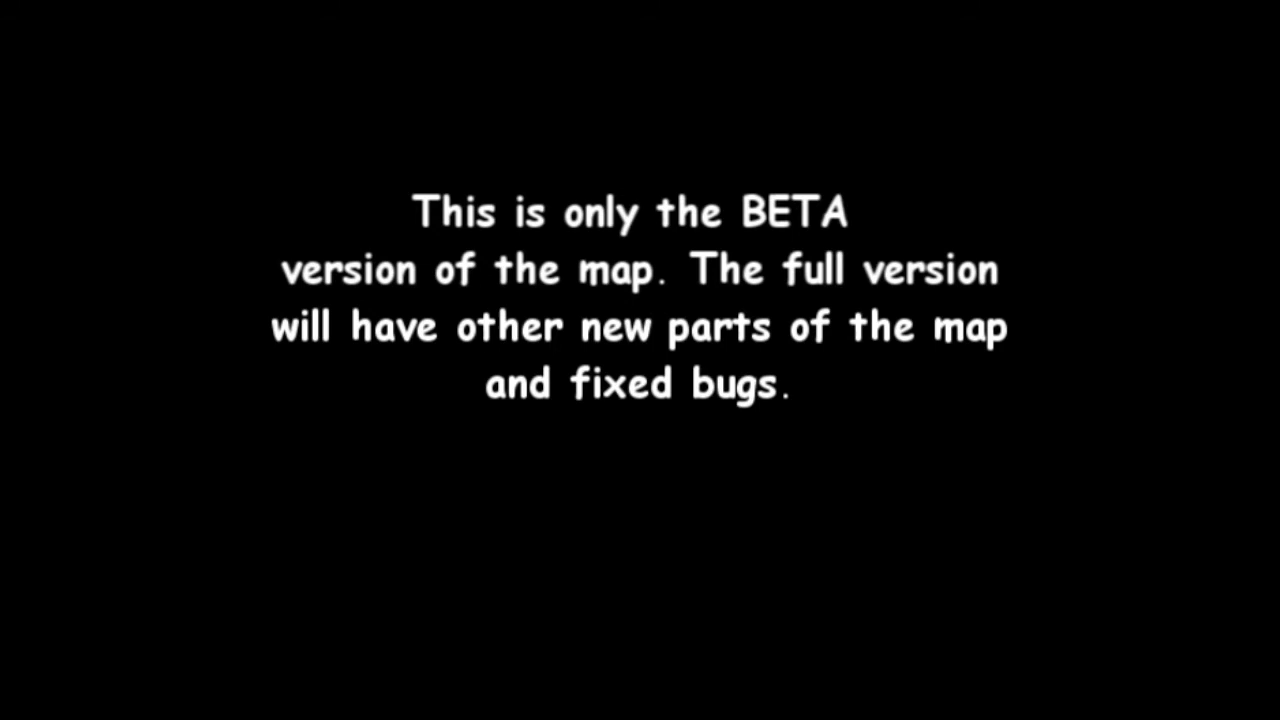 This is only the BETA
version of the map. The full version
will have other new parts of the map
and fixed bugs.